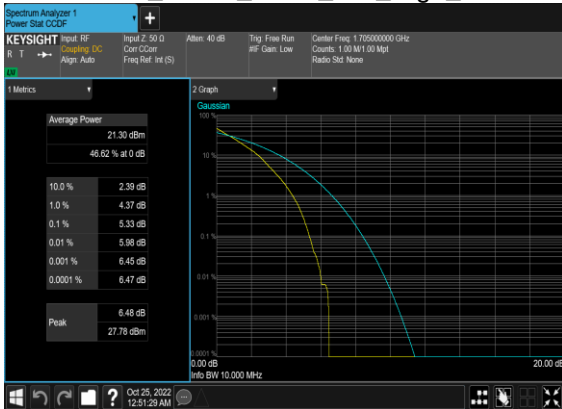 Spectrum Analyzer 1
Power Stat CCDF
+
KEYSIGHT
R T
LXI
Input: RF
Coupling: DC
Align: Auto
Input Z: 50 Ω
Corr CCorr
Freq Ref: Int (S)
Atten: 40 dB
Trig: Free Run
#IF Gain: Low
Center Freq: 1.705000000 GHz
Counts: 1.00 M/1.00 Mpt
Radio Std: None
1 Metrics
Average Power
21.30 dBm
46.62 % at 0 dB
10.0 % 2.39 dB
1.0 % 4.37 dB
0.1 % 5.33 dB
0.01 % 5.98 dB
0.001 % 6.45 dB
0.0001 % 6.47 dB
Peak
6.48 dB
27.78 dBm
2 Graph
Gaussian
100 %
10 %
1 %
0.1 %
0.01 %
0.001 %
0.0001 %
0.00 dB
20.00 dB
Info BW 10.000 MHz
?
Oct 25, 2022
12:51:29 AM